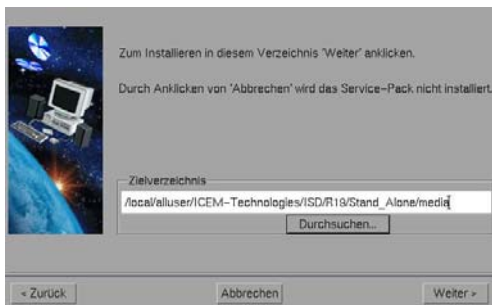 Zum Installieren in diesem Verzeichnis 'Weiter' anklicken.
Durch Anklicken von 'Abbrechen' wird das Service-Pack nicht installiert.
Zielverzeichnis
/local/alluser/ICEM-Technologies/ISD/R19/Stand_Alone/media
Durchsuchen...
< Zurück
Abbrechen
Weiter >